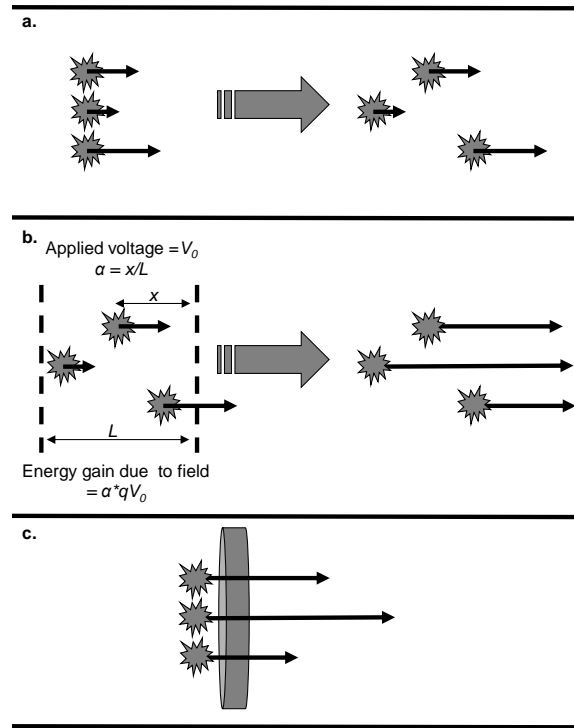 a.
b.
Applied voltage = V0
α = x/L
x
L
Energy gain due to field
= α*qV0
c.